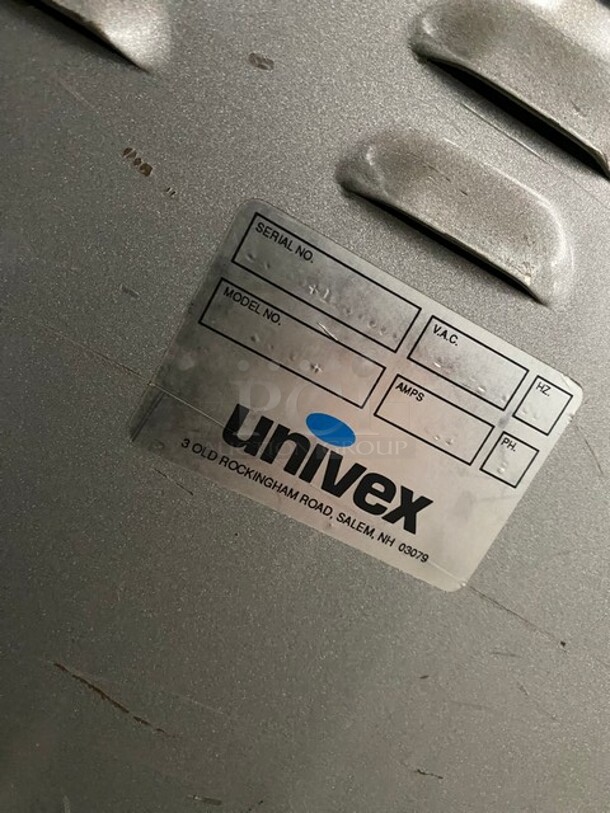 SERIAL NO.
V.A.C.
HZ.
MODEL NO.
AMPS
PH.
univex
3 OLD ROCKINGHAM ROAD, SALEM, NH 03079